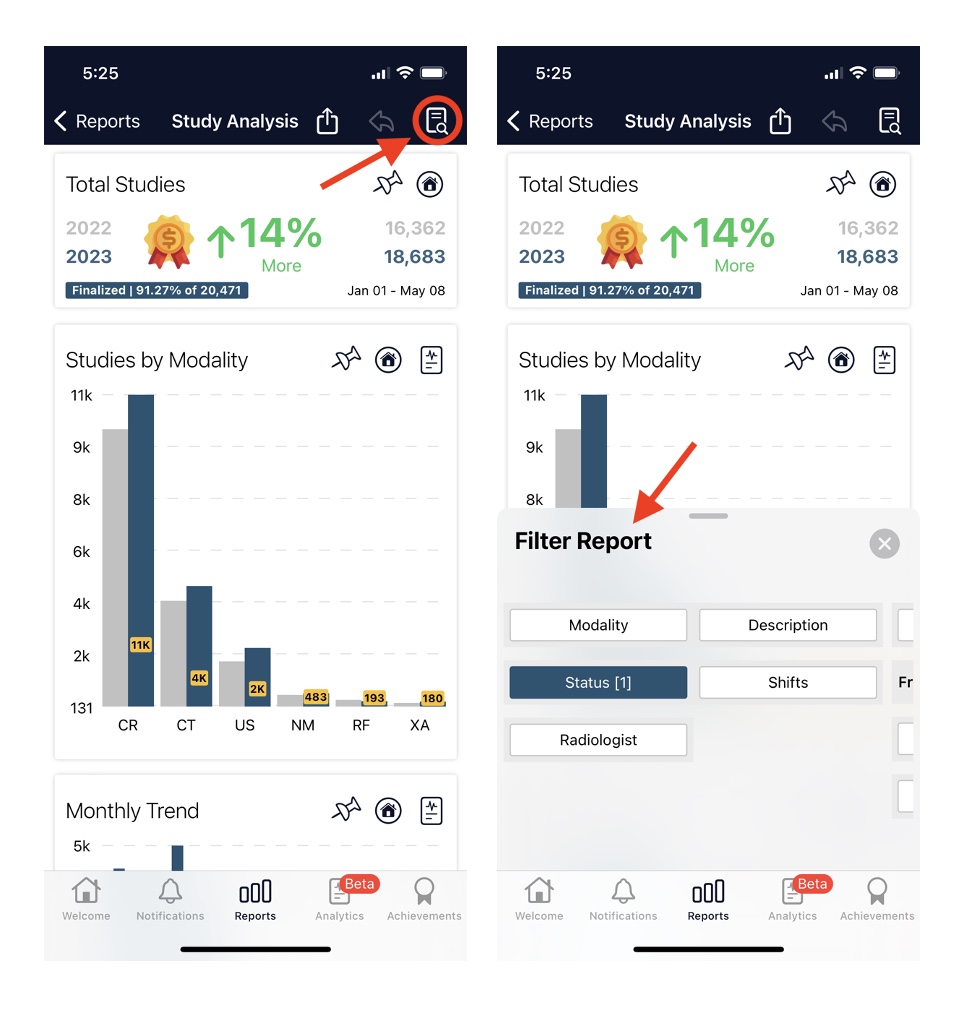 5:25
Reports Study Analysis
Total Studies
2022 14% 16,362
2023 More 18,683
Finalized | 91.27% of 20,471 Jan 01 - May 08
Studies by Modality
11k
9k
8k
6k
4k
2k
131
11K
4K
2K
483
193
180
CR CT US NM RF XA
Monthly Trend
5k
Beta
Welcome Notifications Reports Analytics Achievements
5:25
Reports Study Analysis
Total Studies
2022 14% 16,362
2023 More 18,683
Finalized | 91.27% of 20,471 Jan 01 - May 08
Studies by Modality
11k
9k
8k
Filter Report
Modality Description
Status [1] Shifts Fr
Radiologist
Beta
Welcome Notifications Reports Analytics Achievements